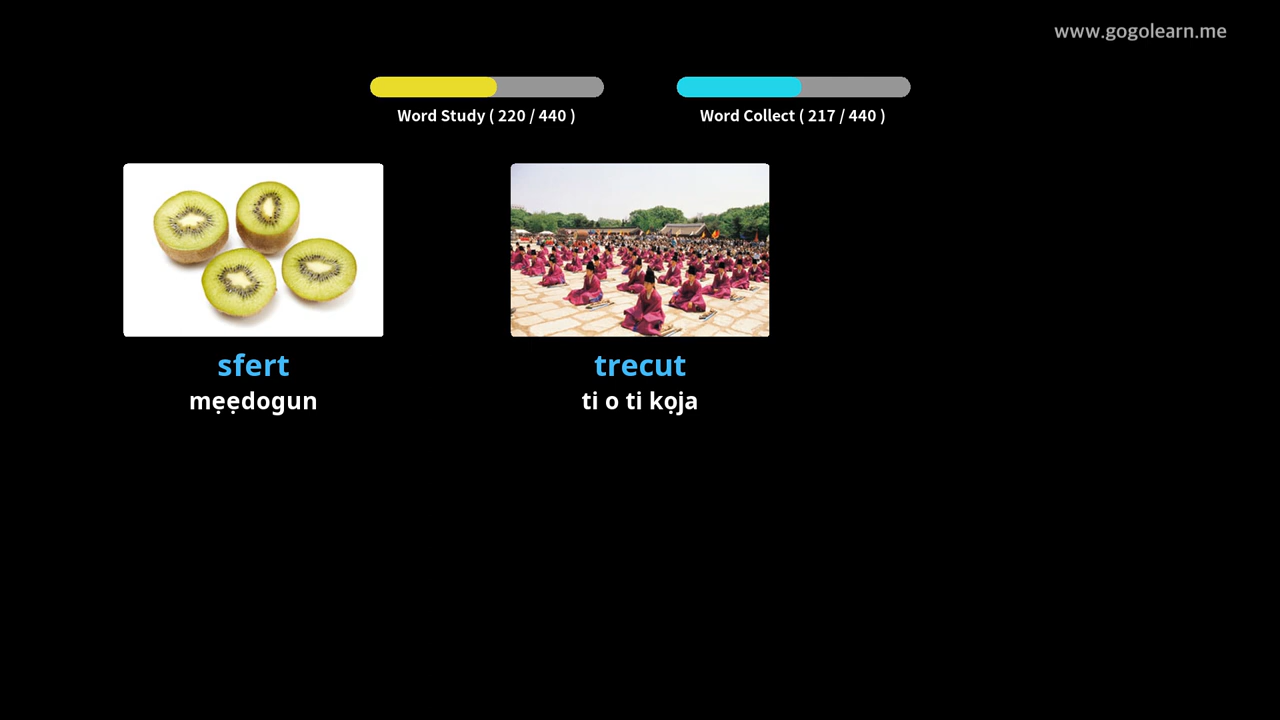 www.gogolearn.me
Word Study ( 220 / 440 )
Word Collect ( 217 / 440 )
sfert
mẹẹdogun
trecut
ti o ti kọja